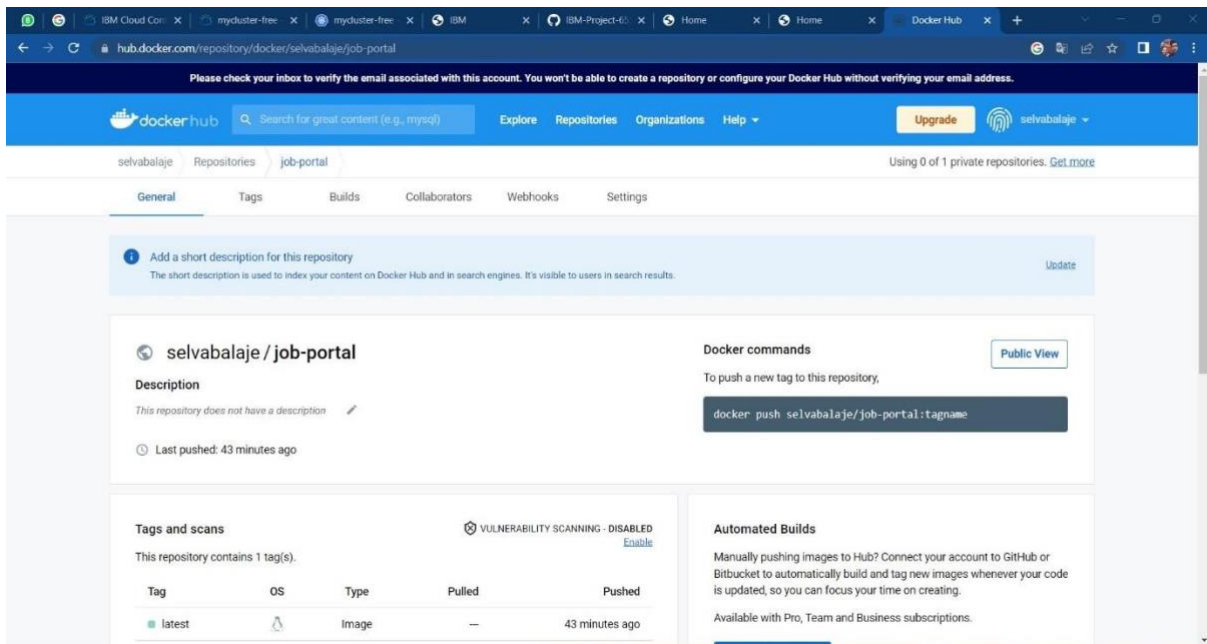 IBM Cloud Com
mycluster-free
mycluster-free
IBM
IBM-Project-65
Home
Home
Docker Hub
hub.docker.com/repository/docker/selvabalaje/job-portal
Please check your inbox to verify the email associated with this account. You won't be able to create a repository or configure your Docker Hub without verifying your email address.
dockerhub
Search for great content (e.g., mysql)
Explore
Repositories
Organizations
Help
Upgrade
selvabalaje
selvabalaje
Repositories
job-portal
Using 0 of 1 private repositories. Get more
General
Tags
Builds
Collaborators
Webhooks
Settings
Add a short description for this repository
The short description is used to index your content on Docker Hub and in search engines. It's visible to users in search results.
Update
selvabalaje / job-portal
Description
This repository does not have a description
Last pushed: 43 minutes ago
Docker commands
Public View
To push a new tag to this repository,
docker push selvabalaje/job-portal:tagname
Tags and scans
VULNERABILITY SCANNING - DISABLED
Enable
This repository contains 1 tag(s).
Tag OS Type Pulled Pushed
latest Image — 43 minutes ago
Automated Builds
Manually pushing images to Hub? Connect your account to GitHub or
Bitbucket to automatically build and tag new images whenever your code
is updated, so you can focus your time on creating.
Available with Pro, Team and Business subscriptions.